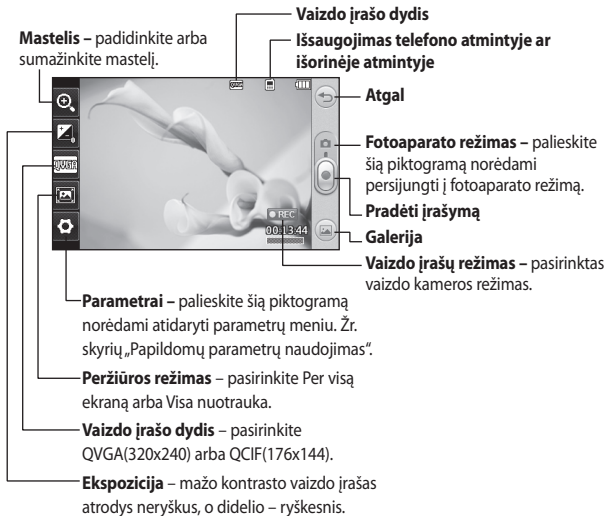 Vaizdo įrašo dydis
Mastelis – padidinkite arba
sumažinkite mastelį.
Išsaugojimas telefono atmintyje ar
išorinėje atmintyje
Atgal
Fotoaparato režimas – palieskite
šią piktogramą norėdami
persijungti į fotoaparato režimą.
Pradėti įrašymą
Galerija
Vaizdo įrašų režimas – pasirinktas
vaizdo kameros režimas.
QVGA
QVGA
REC
00:13:44
Parametrai – palieskite šią piktogramą
norėdami atidaryti parametrų meniu. Žr.
skyrių „Papildomų parametrų naudojimas“.
Peržiūros režimas – pasirinkite Per visą
ekraną arba Visa nuotrauka.
Vaizdo įrašo dydis – pasirinkite
QVGA(320x240) arba QCIF(176x144).
Ekspozicija – mažo kontrasto vaizdo įrašas
atrodys neryškus, o didelio – ryškesnis.